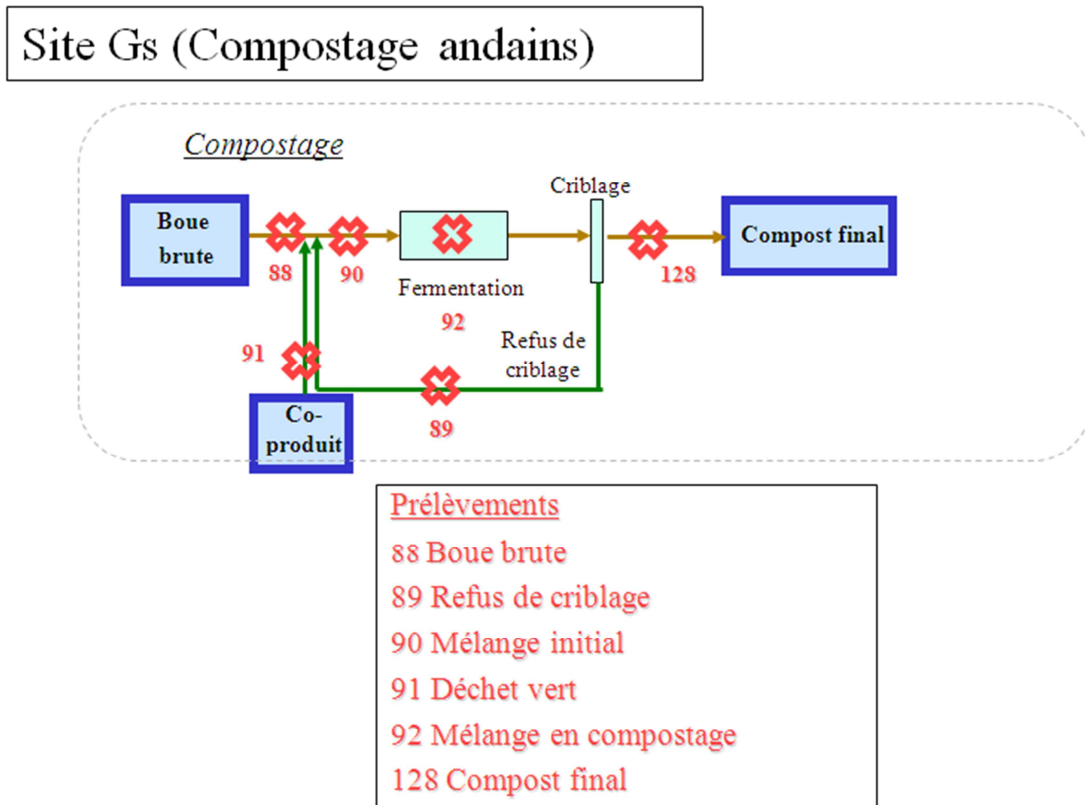 Site Gs (Compostage andains)
Compostage
Criblage
Boue
brute
Compost final
88
90
128
Fermentation
92
Refus de
criblage
91
Co-
produit
89
Prélèvements
88 Boue brute
89 Refus de criblage
90 Mélange initial
91 Déchet vert
92 Mélange en compostage
128 Compost final